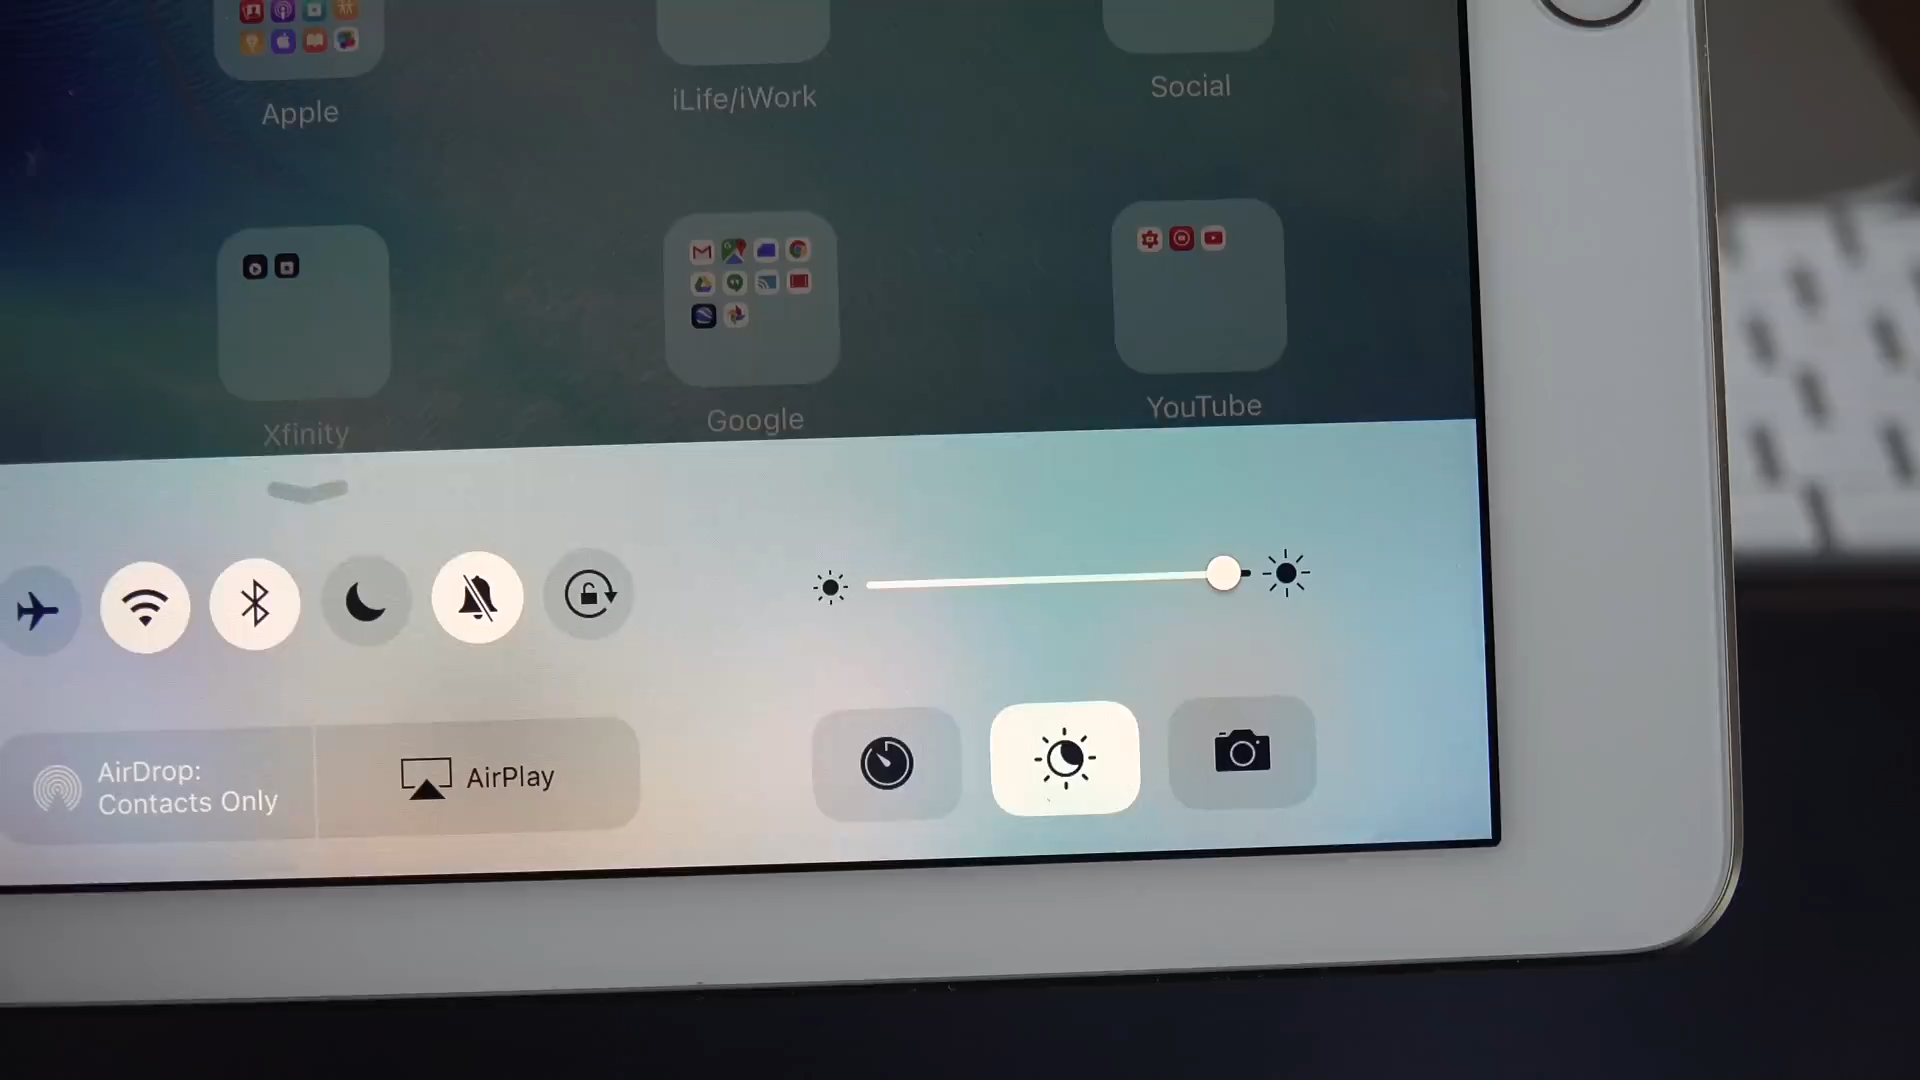 Apple
iLife/iWork
Social
Xfinity
Google
YouTube
AirDrop:
Contacts Only
AirPlay